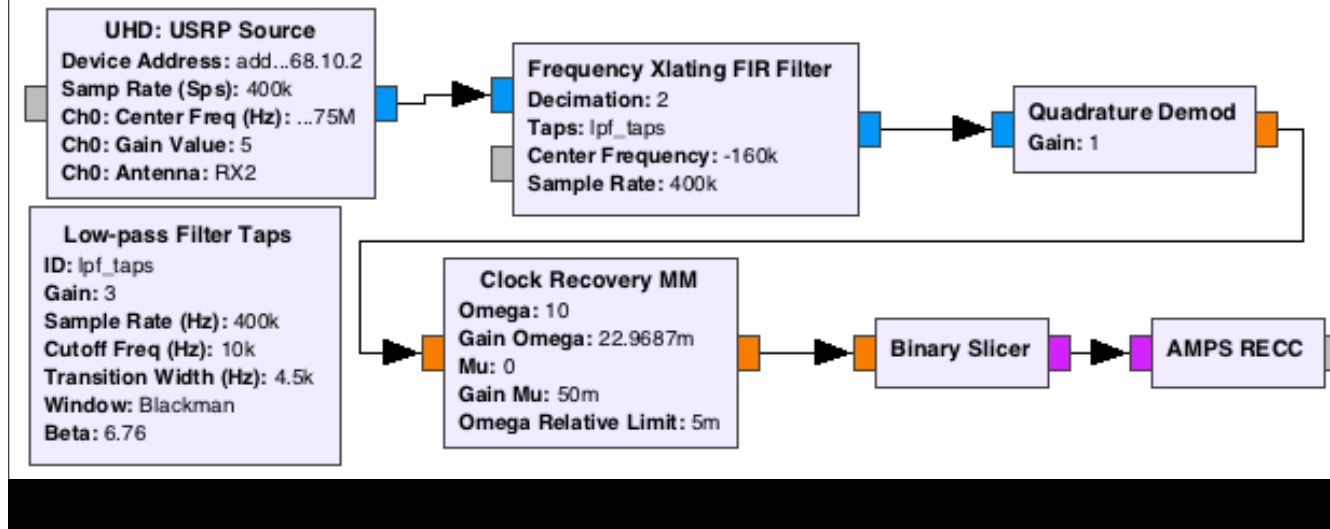 UHD: USRP Source
Device Address: add...68.10.2
Samp Rate (Sps): 400k
Ch0: Center Freq (Hz): ...75M
Ch0: Gain Value: 5
Ch0: Antenna: RX2
Frequency Xlating FIR Filter
Decimation: 2
Taps: lpf_taps
Center Frequency: -160k
Sample Rate: 400k
Quadrature Demod
Gain: 1
Low-pass Filter Taps
ID: lpf_taps
Gain: 3
Sample Rate (Hz): 400k
Cutoff Freq (Hz): 10k
Transition Width (Hz): 4.5k
Window: Blackman
Beta: 6.76
Clock Recovery MM
Omega: 10
Gain Omega: 22.9687m
Mu: 0
Gain Mu: 50m
Omega Relative Limit: 5m
Binary Slicer
AMPS RECC